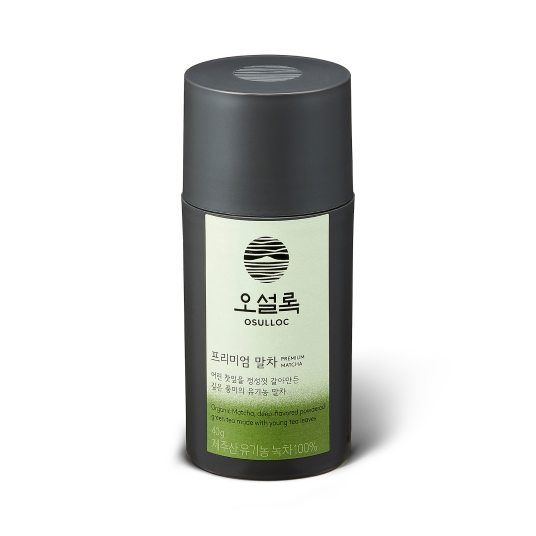 오설록
OSULLOC
프리미엄 말차 PREMIUM
MATCHA
어린 찻잎을 정성껏 갈아만든
깊은 풍미의 유기농 말차
Organic Matcha, deep flavored powdered
green tea made with young tea leaves
40g
제주산 유기농 녹차 100%